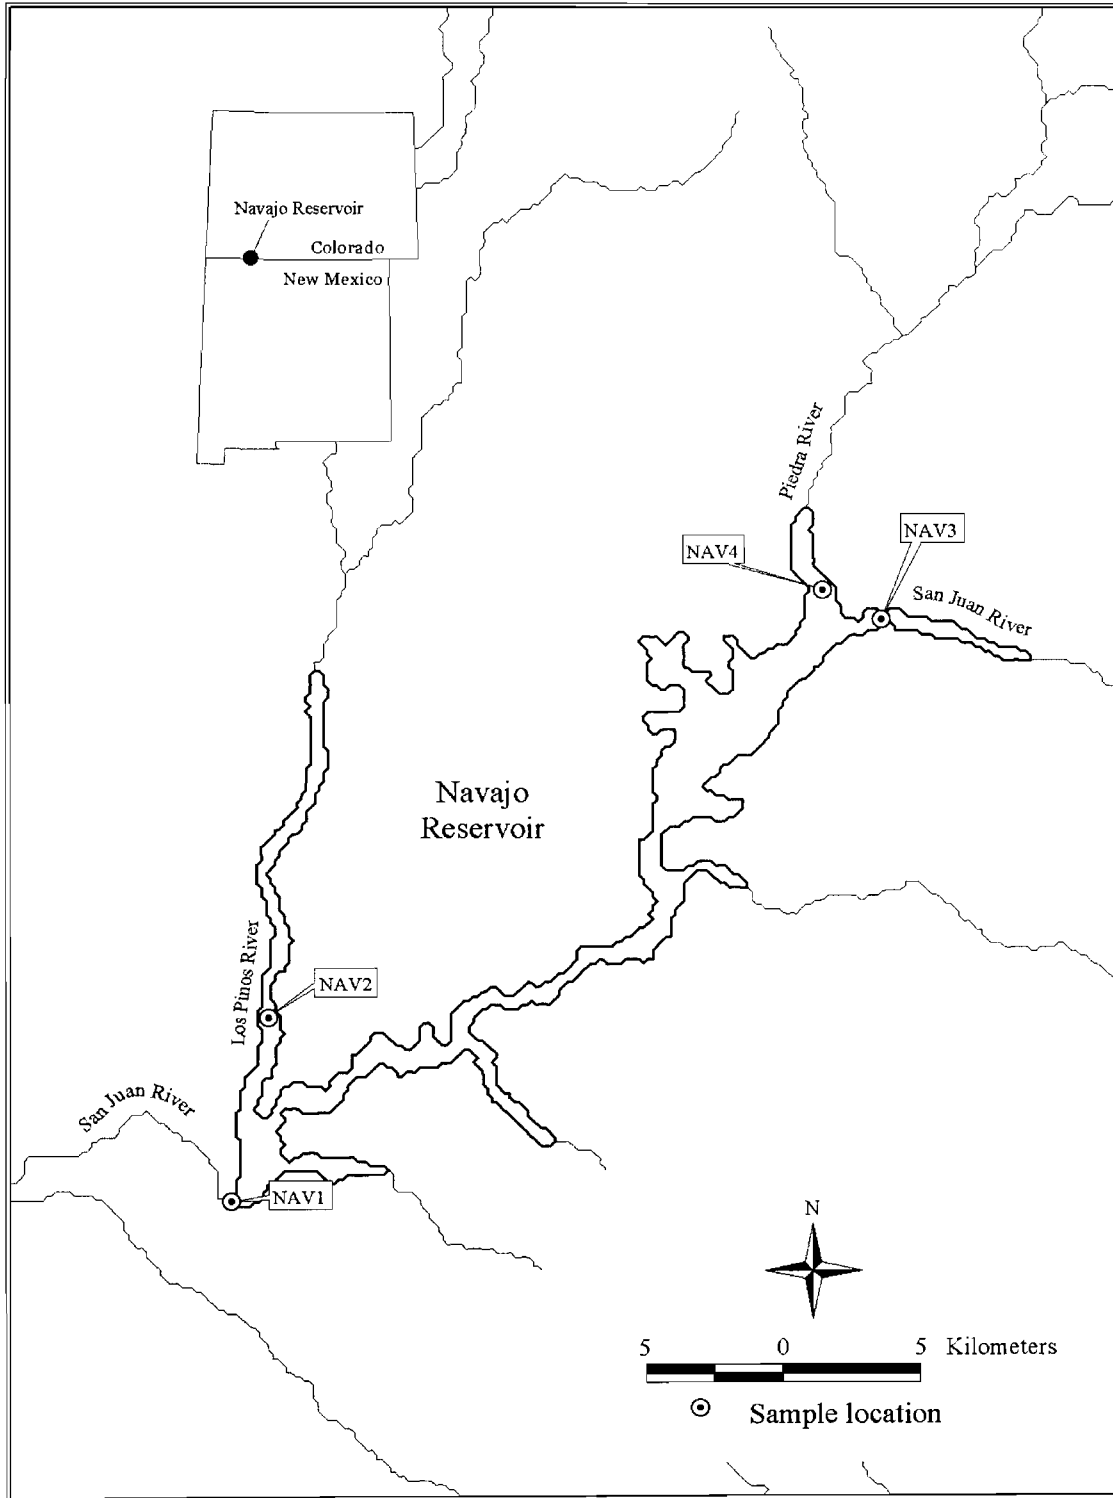 Navajo Reservoir
Colorado
New Mexico
Piedra River
NAV3
NAV4
San Juan River
Navajo
Reservoir
Los Pinos River
NAV2
San Juan River
NAV1
N
5 0 5 Kilometers
Sample location